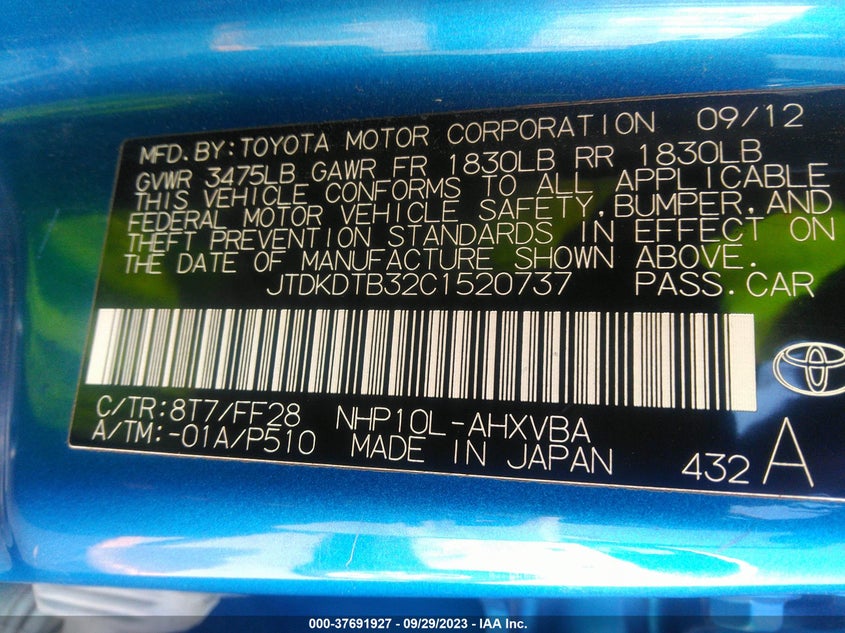 MFD.BY:TOYOTA MOTOR CORPORATION 09/12
GVWR 3475LB GAWR FR 1830LB RR 1830LB
THIS VEHICLE CONFORMS TO ALL APPLICABLE
FEDERAL MOTOR VEHICLE SAFETY,BUMPER,AND
THEFT PREVENTION STANDARDS IN EFFECT ON
THE DATE OF MANUFACTURE SHOWN ABOVE.
JTDKDTB32C1520737 PASS.CAR
C/TR:8T7/FF28 NHP10L-AHXVBA
A/TM:-01A/P510 MADE IN JAPAN
432 A
000-37691927 - 09/29/2023 - IAA Inc.